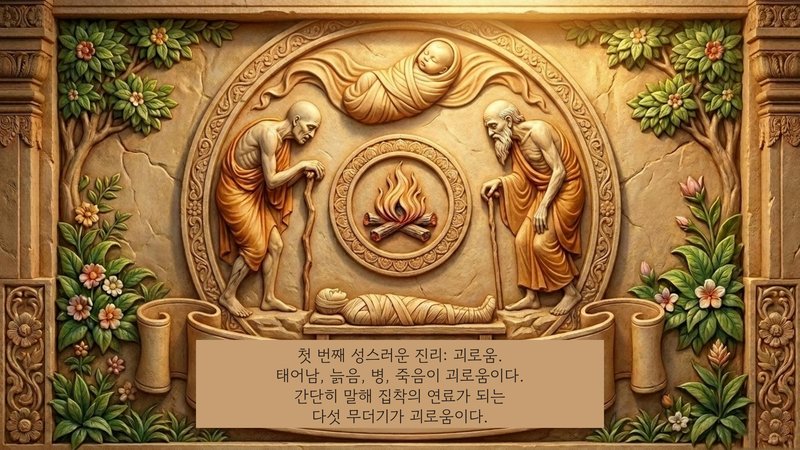 첫 번째 성스러운 진리: 괴로움.
태어남, 늙음, 병, 죽음이 괴로움이다.
간단히 말해 집착의 연료가 되는
다섯 무더기가 괴로움이다.